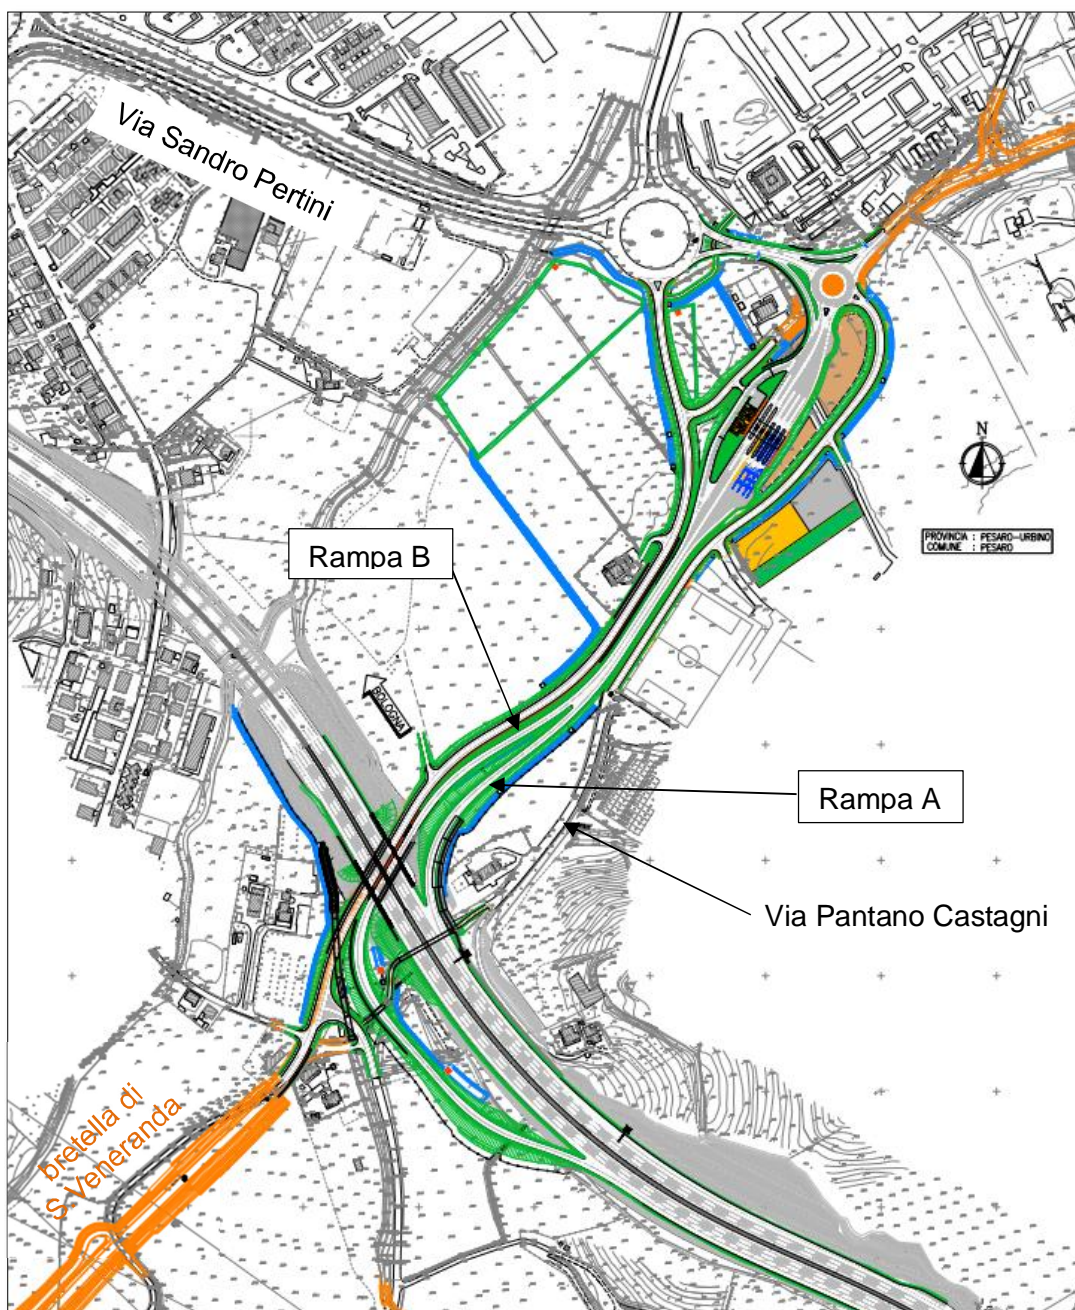 Via Sandro Pertini
N
PROVINCIA : PESARO-URBINO
COMUNE : PESARO
Rampa B
BOLOGNA
Rampa A
Via Pantano Castagni
bretella di
S.Veneranda